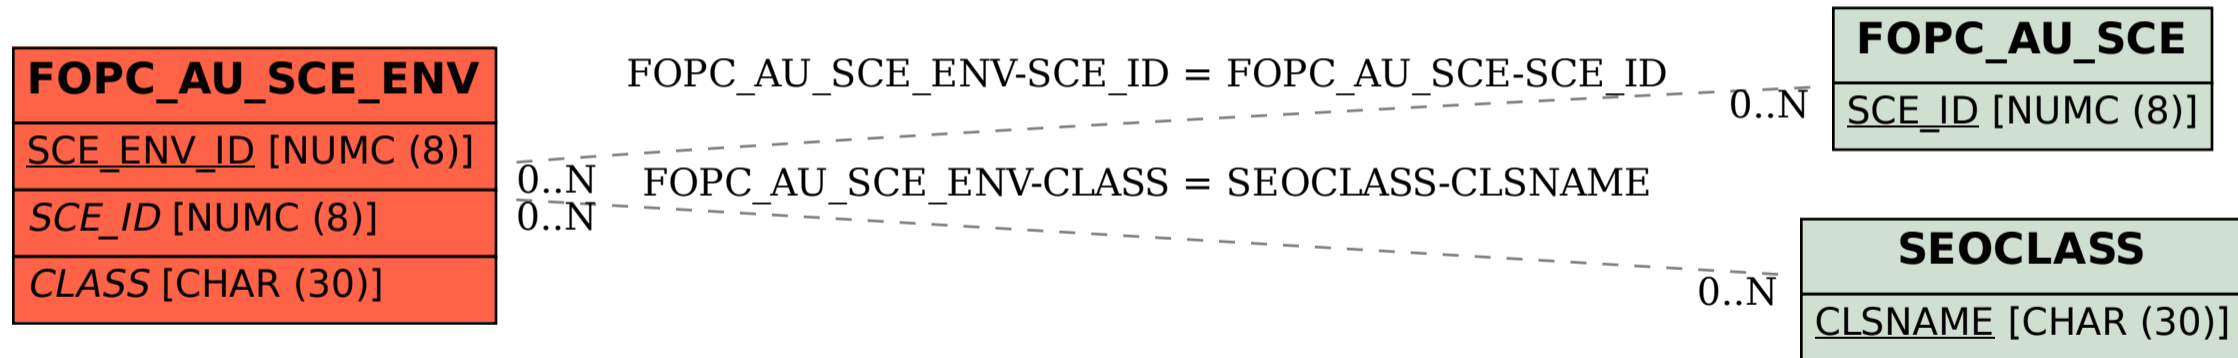 FOPC_AU_SCE_ENV
SCE_ENV_ID [NUMC (8)]
SCE_ID [NUMC (8)]
CLASS [CHAR (30)]
FOPC_AU_SCE_ENV-SCE_ID = FOPC_AU_SCE-SCE_ID
0..N
0..N
FOPC_AU_SCE_ENV-CLASS = SEOCLASS-CLSNAME
0..N
0..N
FOPC_AU_SCE
SCE_ID [NUMC (8)]
SEOCLASS
CLSNAME [CHAR (30)]